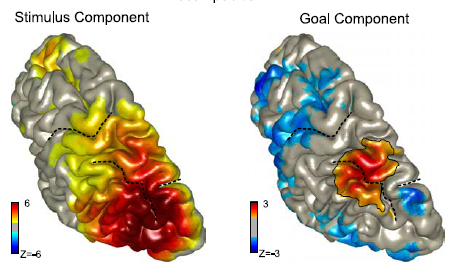 Stimulus Component
Goal Component
6
Z=-6
3
Z=-3